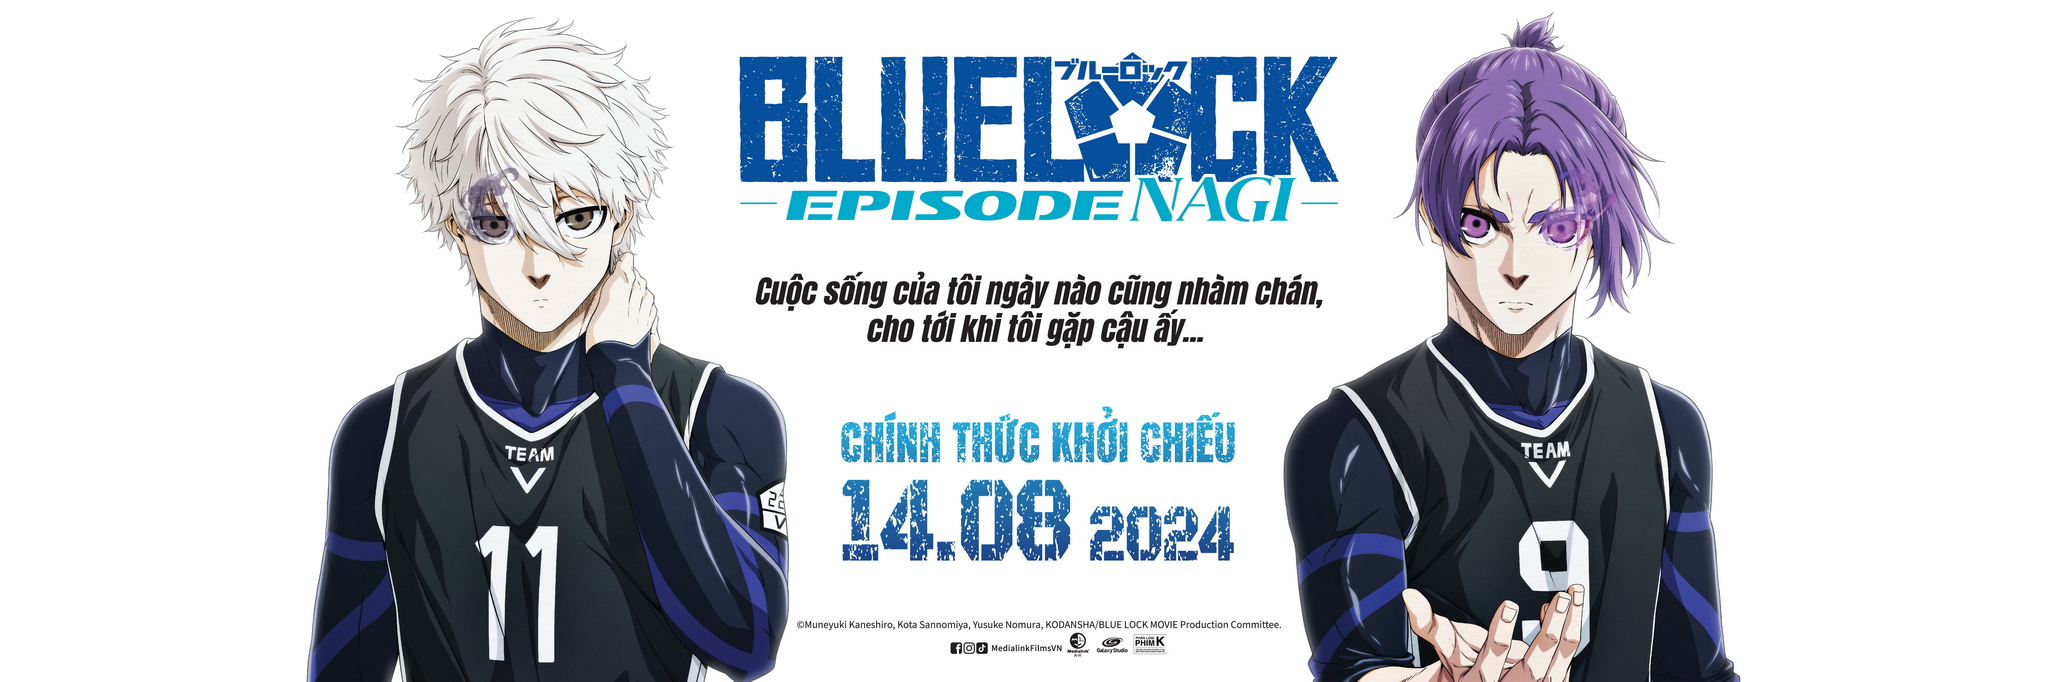 BLUELOCK
ブルーロック
EPISODE NAGI
Cuộc sống của tôi ngày nào cũng nhàm chán,
cho tới khi tôi gặp cậu ấy...
CHÍNH THỨC KHỞI CHIẾU
14.08 2024
TEAM
V
11
TEAM
V
9
©Muneyuki Kaneshiro, Kota Sannomiya, Yusuke Nomura, KODANSHA/BLUE LOCK MOVIE Production Committee.
MedialinkFilmsVN
Medialink
GalaxyStudio
PHIM K